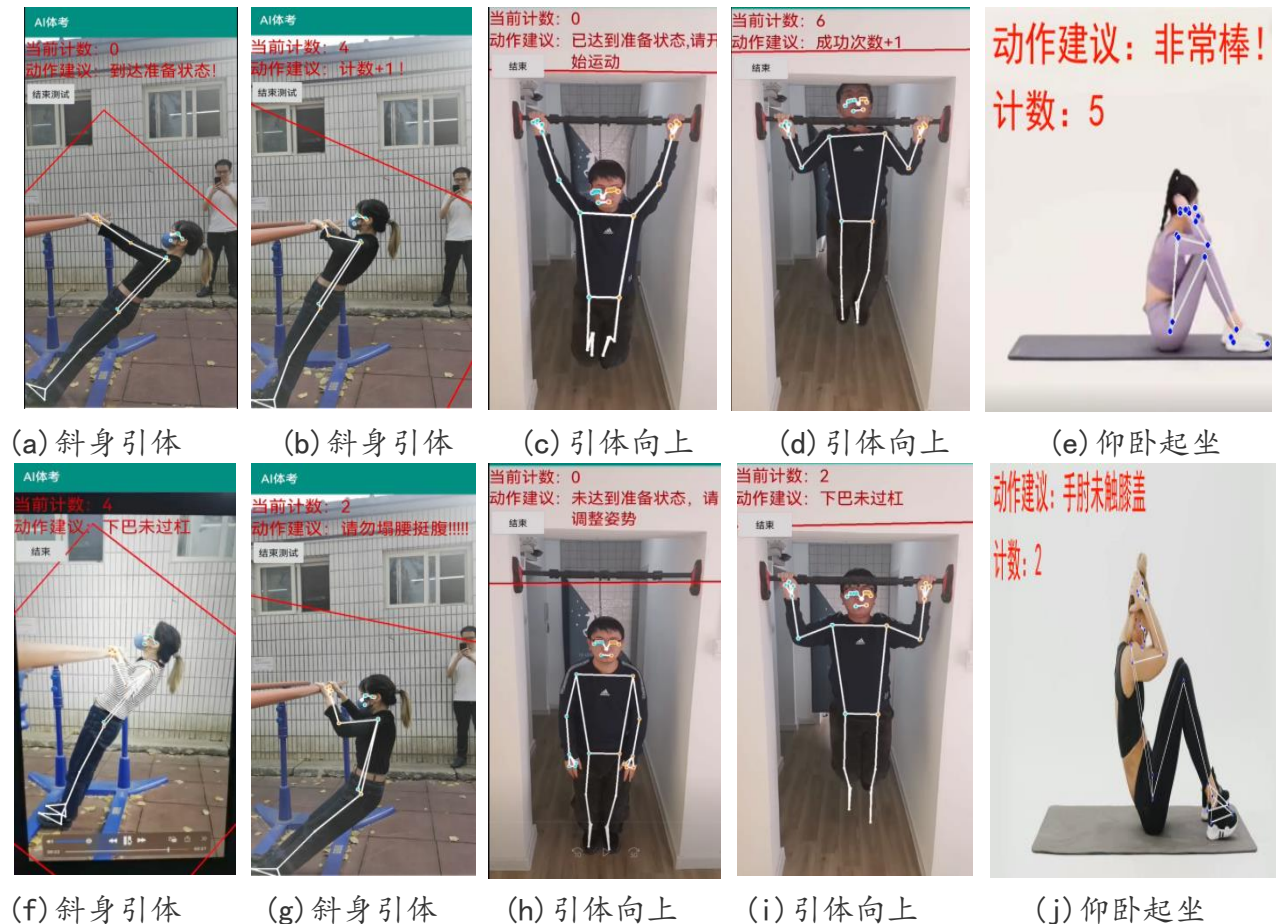 AI体考
当前计数：0
动作建议：到达准备状态！
结束测试
AI体考
当前计数：4
动作建议：计数+1！
结束测试
当前计数：0
动作建议：已达到准备状态,请开
始运动
结束
当前计数：6
动作建议：成功次数+1
结束
动作建议：非常棒！
计数：5
(a)斜身引体
(b)斜身引体
(c)引体向上
(d)引体向上
(e)仰卧起坐
AI体考
当前计数：4
动作建议：下巴未过杠
结束
AI体考
当前计数：2
动作建议：请勿塌腰挺腹!!!!!
结束测试
当前计数：0
动作建议：未达到准备状态，请
调整姿势
结束
当前计数：2
动作建议：下巴未过杠
结束
动作建议：手肘未触膝盖
计数：2
(f)斜身引体
(g)斜身引体
(h)引体向上
(i)引体向上
(j)仰卧起坐